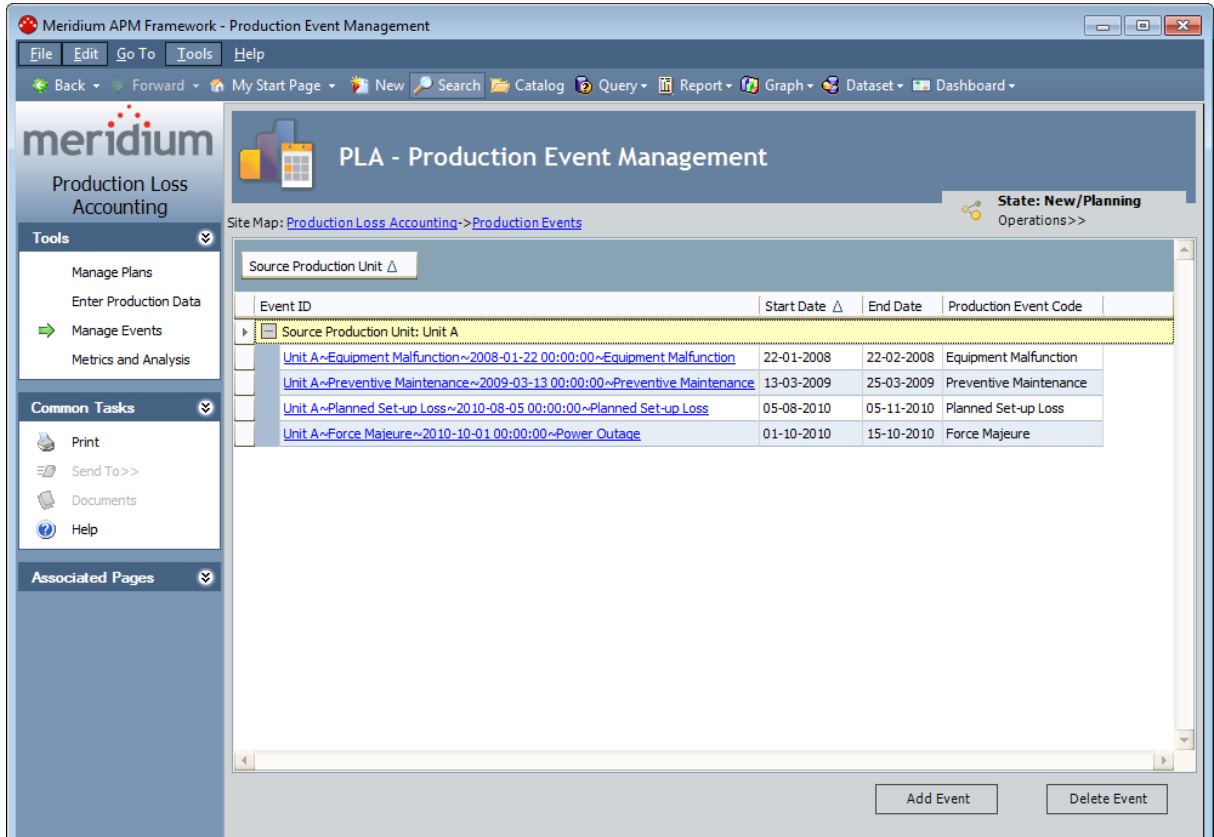 Meridium APM Framework - Production Event Management
File Edit Go To Tools Help
Back Forward My Start Page New Search Catalog Query Report Graph Dataset Dashboard
meridium
Production Loss
Accounting
PLA - Production Event Management
State: New/Planning
Operations>>
Site Map: Production Loss Accounting->Production Events
Tools
Manage Plans
Enter Production Data
Manage Events
Metrics and Analysis
Common Tasks
Print
Send To>>
Documents
Help
Associated Pages
Source Production Unit
Event ID Start Date End Date Production Event Code
Source Production Unit: Unit A
Unit A~Equipment Malfunction~2008-01-22 00:00:00~Equipment Malfunction 22-01-2008 22-02-2008 Equipment Malfunction
Unit A~Preventive Maintenance~2009-03-13 00:00:00~Preventive Maintenance 13-03-2009 25-03-2009 Preventive Maintenance
Unit A~Planned Set-up Loss~2010-08-05 00:00:00~Planned Set-up Loss 05-08-2010 05-11-2010 Planned Set-up Loss
Unit A~Force Majeure~2010-10-01 00:00:00~Power Outage 01-10-2010 15-10-2010 Force Majeure
Add Event Delete Event